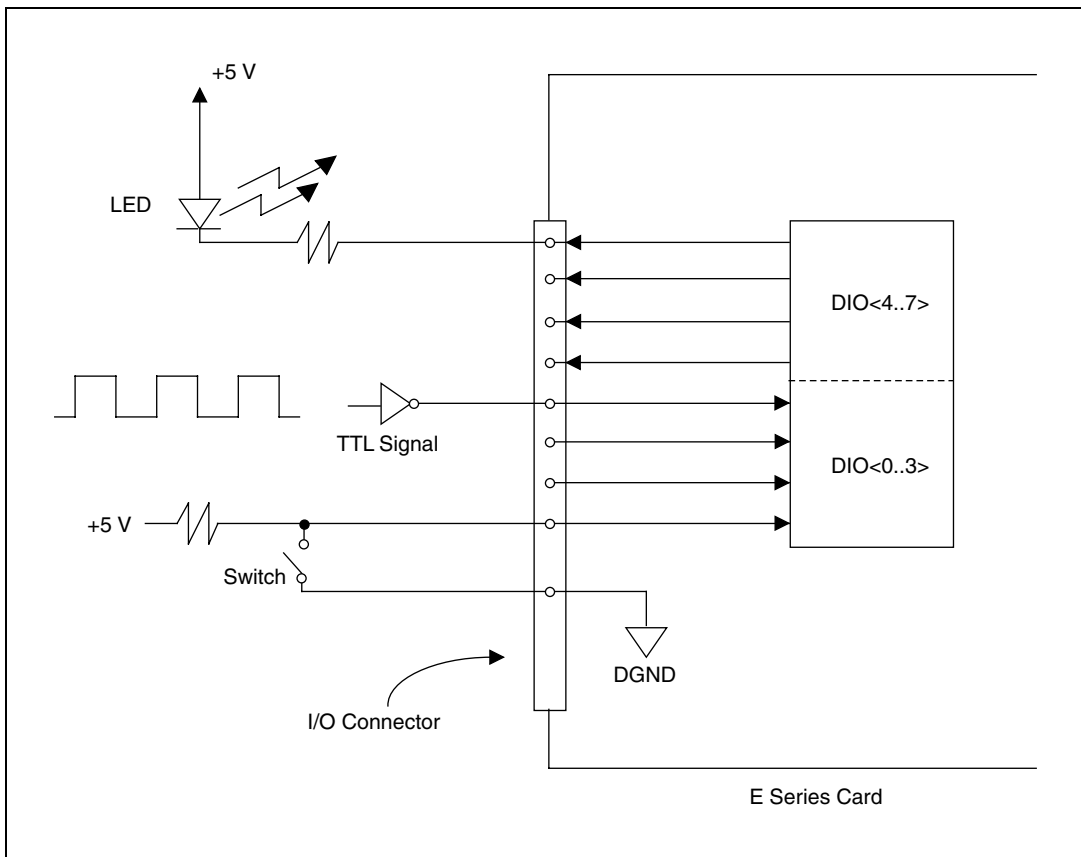 +5 V
LED
DIO<4..7>
TTL Signal
DIO<0..3>
+5 V
Switch
DGND
I/O Connector
E Series Card